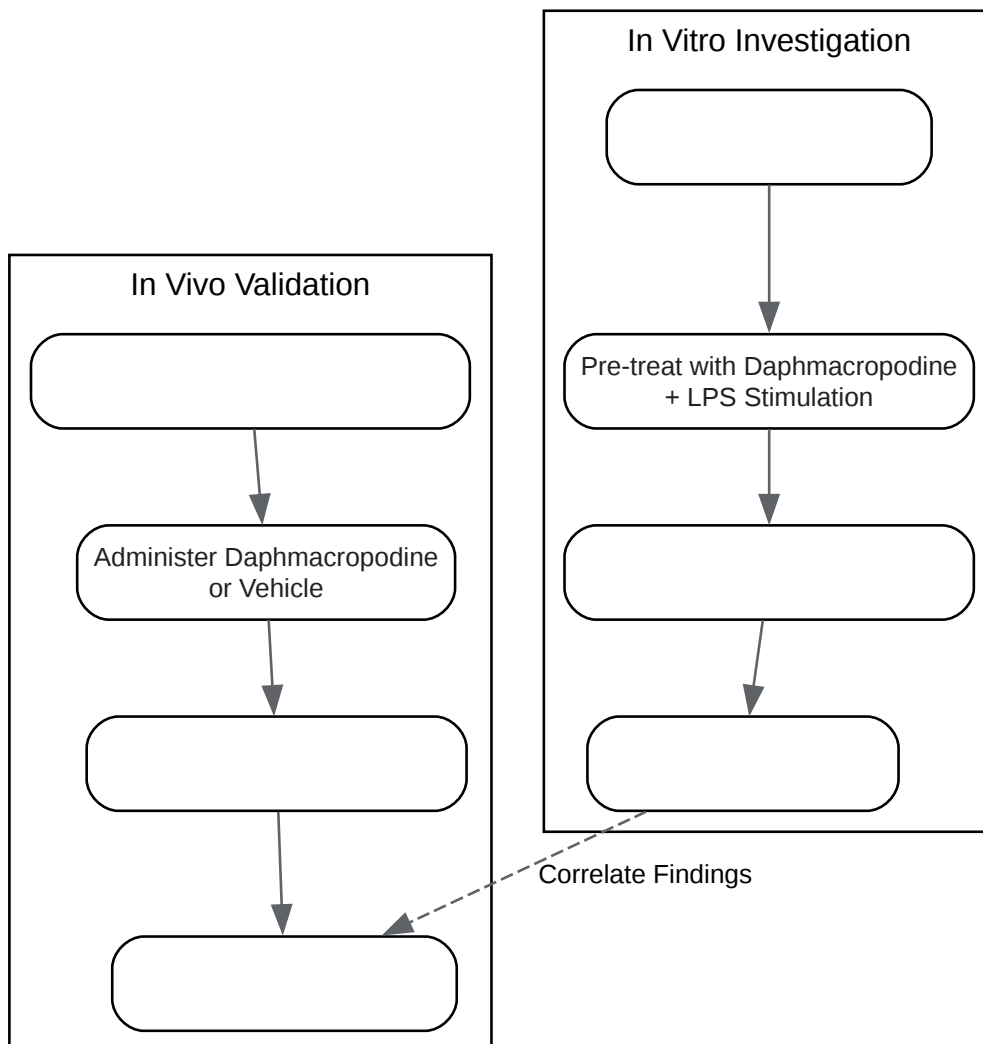 In Vitro Investigation
In Vivo Validation
Pre-treat with Daphmacropodine
+ LPS Stimulation
Administer Daphmacropodine
or Vehicle
Correlate Findings